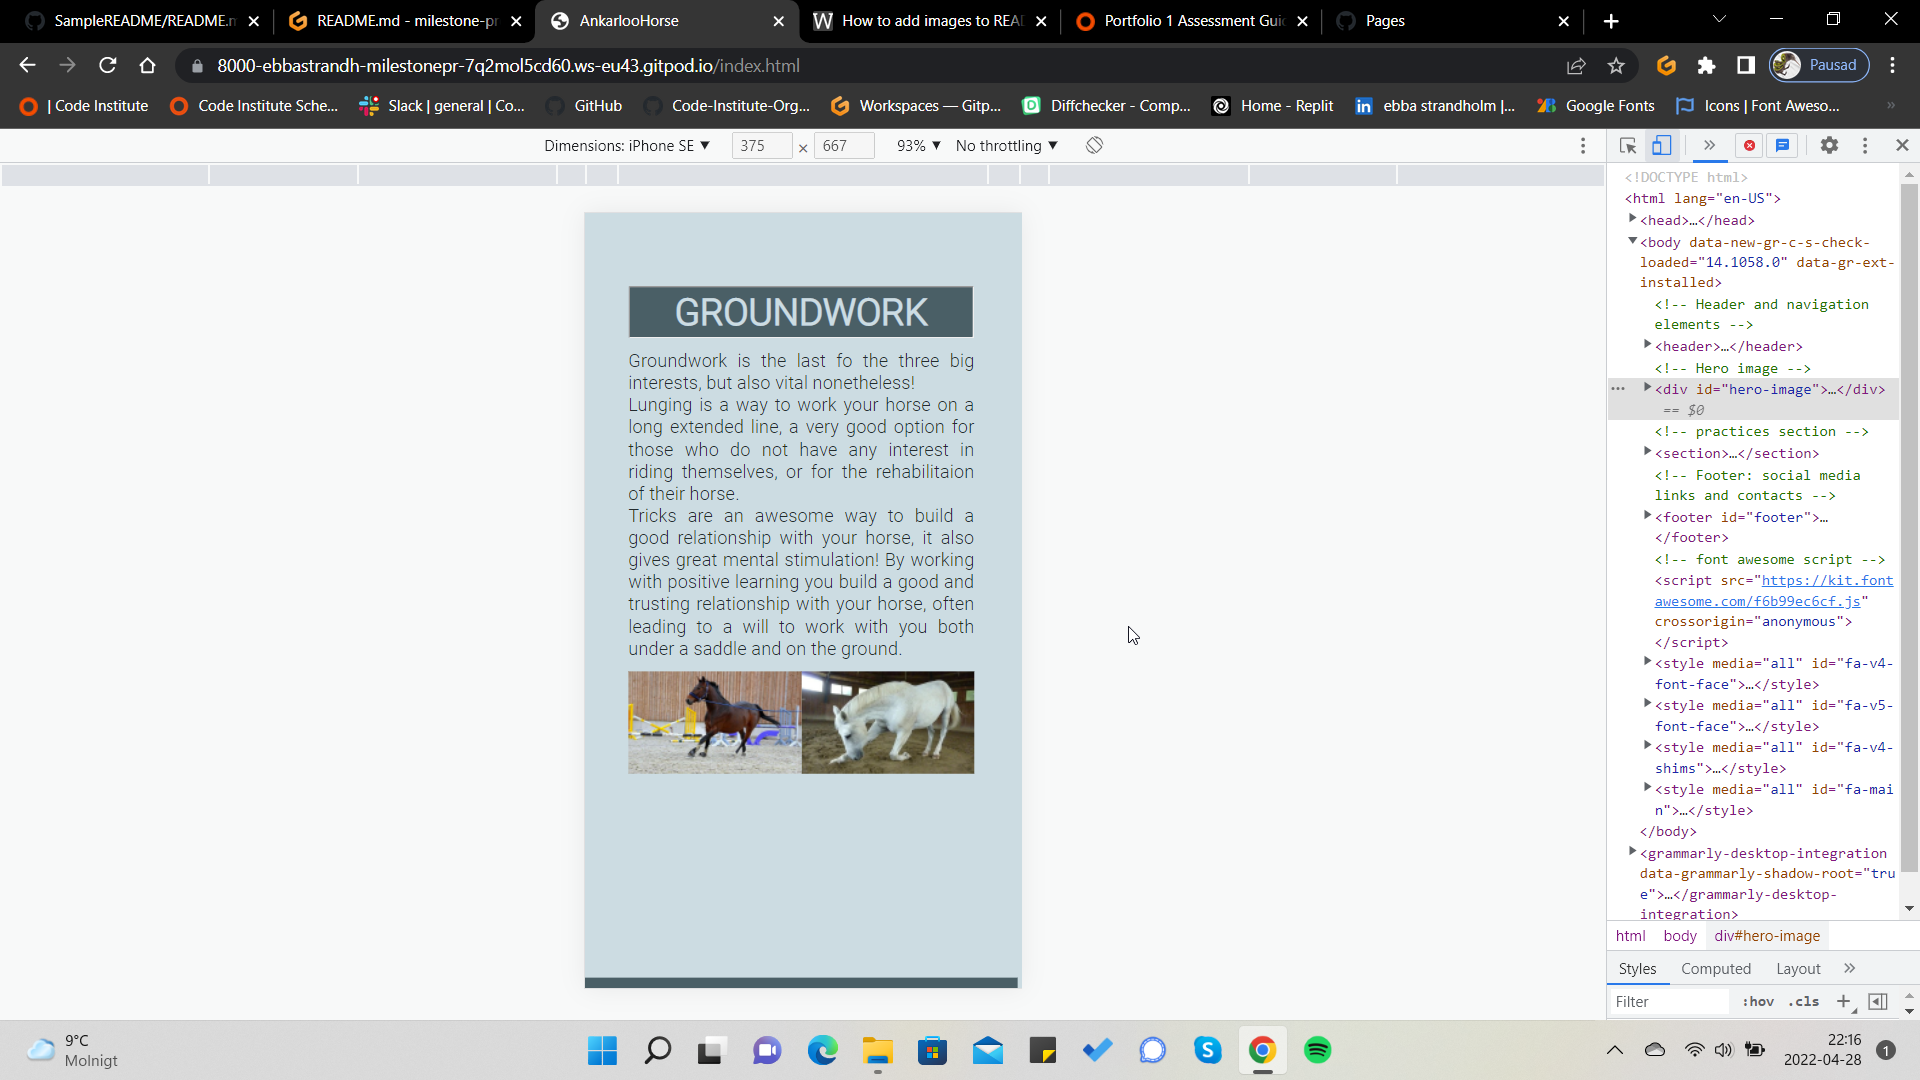 SampleREADME/README.m
README.md - milestone-pr
AnkarlooHorse
How to add images to REA
Portfolio 1 Assessment Gui
Pages
8000-ebbastrandh-milestonepr-7q2mol5cd60.ws-eu43.gitpod.io/index.html
Pausad
| Code Institute
Code Institute Sche...
Slack | general | Co...
GitHub
Code-Institute-Org...
Workspaces — Gitp...
Diffchecker - Comp...
Home - Replit
ebba strandholm |...
Google Fonts
Icons | Font Aweso...
»
Dimensions: iPhone SE ▼
375 × 667
93% ▼
No throttling ▼
GROUNDWORK
Groundwork is the last fo the three big
interests, but also vital nonetheless!
Lunging is a way to work your horse on a
long extended line, a very good option for
those who do not have any interest in
riding themselves, or for the rehabilitaion
of their horse.
Tricks are an awesome way to build a
good relationship with your horse, it also
gives great mental stimulation! By working
with positive learning you build a good and
trusting relationship with your horse, often
leading to a will to work with you both
under a saddle and on the ground.
<!DOCTYPE html>
<html lang="en-US">
<head>…</head>
<body data-new-gr-c-s-check-
loaded="14.1058.0" data-gr-ext-
installed>
<!-- Header and navigation
elements -->
<header>…</header>
<!-- Hero image -->
<div id="hero-image">…</div>
== $0
<!-- practices section -->
<section>…</section>
<!-- Footer: social media
links and contacts -->
<footer id="footer">…
</footer>
<!-- font awesome script -->
<script src="https://kit.font
awesome.com/f6b99ec6cf.js"
crossorigin="anonymous">
</script>
<style media="all" id="fa-v4-
font-face">…</style>
<style media="all" id="fa-v5-
font-face">…</style>
<style media="all" id="fa-v4-
shims">…</style>
<style media="all" id="fa-mai
n">…</style>
</body>
<grammarly-desktop-integration
data-grammarly-shadow-root="tru
e">…</grammarly-desktop-
integration>
html body div#hero-image
Styles Computed Layout »
Filter :hov .cls +
9°C
Molnigt
22:16
2022-04-28
1